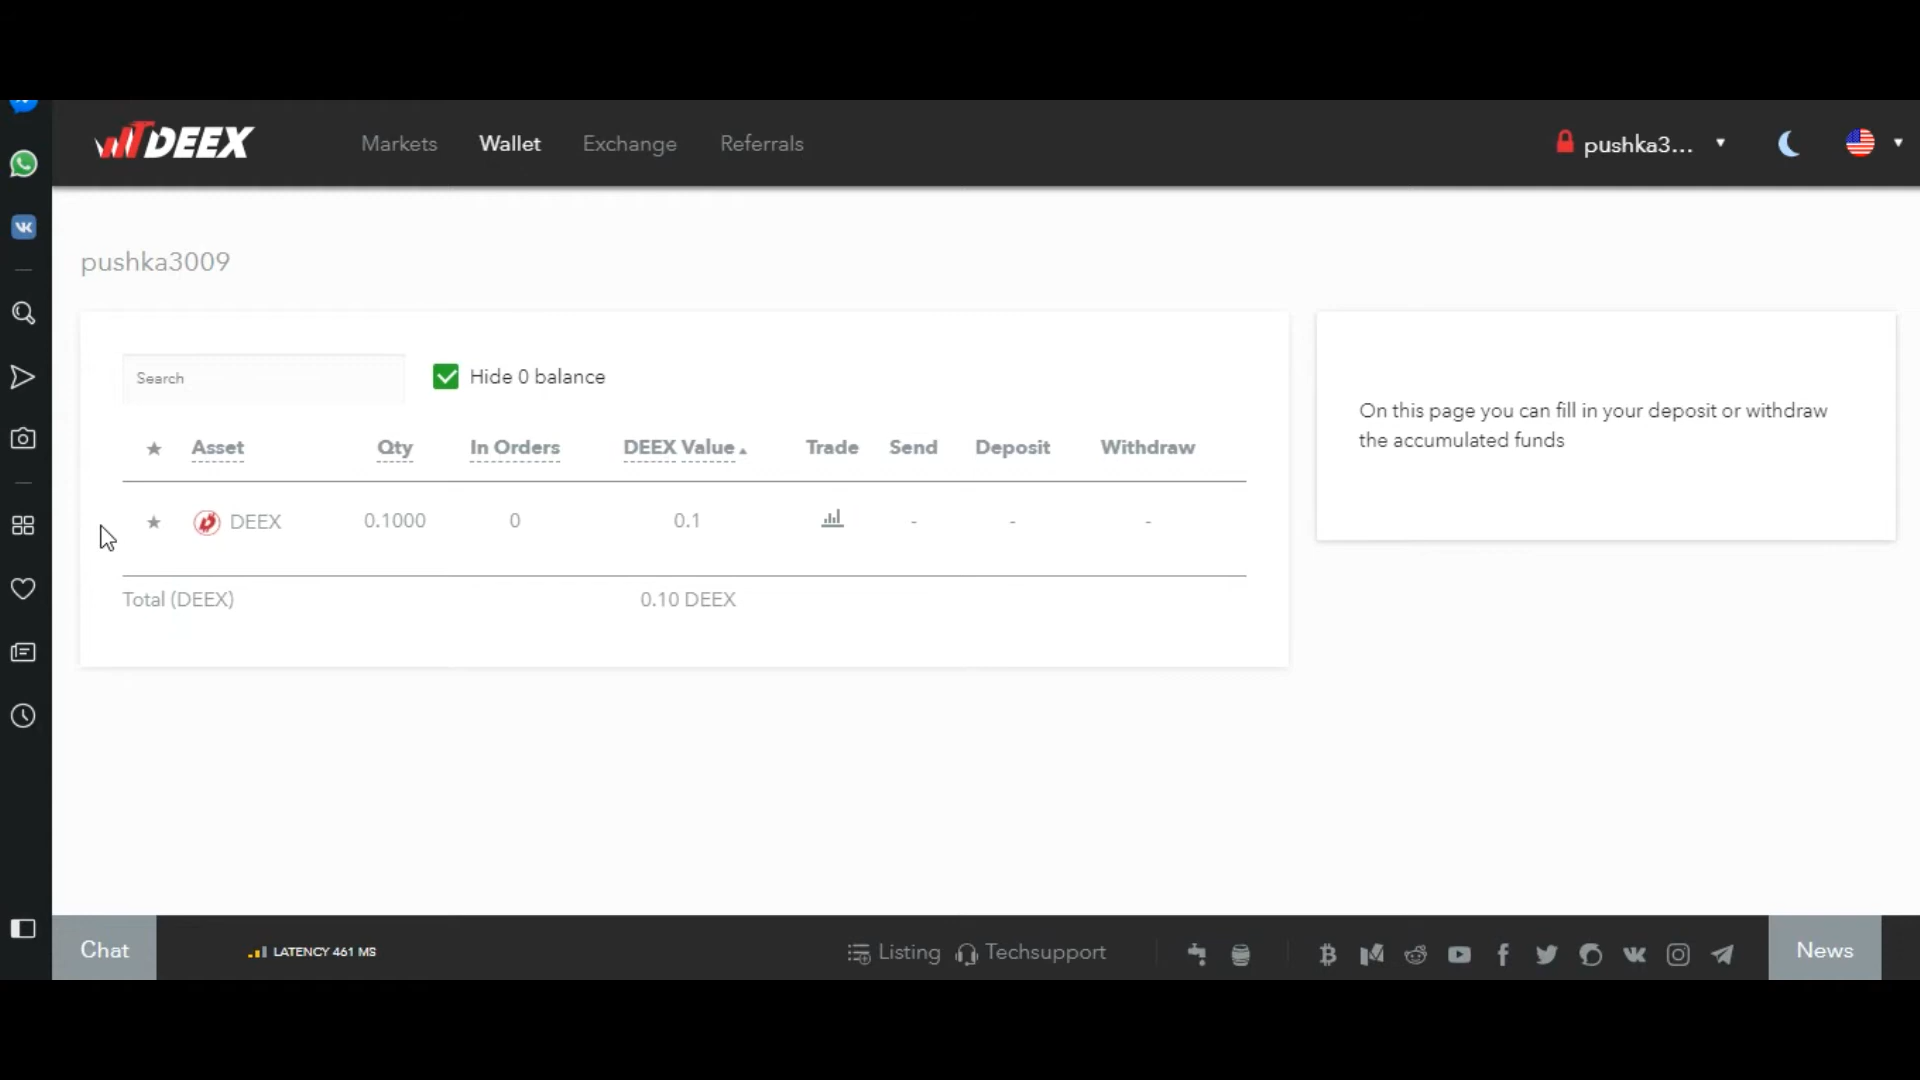 DEEX
Markets Wallet Exchange Referrals
pushka3...
pushka3009
Search
Hide 0 balance
Asset Qty In Orders DEEX Value Trade Send Deposit Withdraw
DEEX 0.1000 0 0.1 - - -
Total (DEEX) 0.10 DEEX
On this page you can fill in your deposit or withdraw
the accumulated funds
Chat
LATENCY 461 MS
Listing Techsupport
News